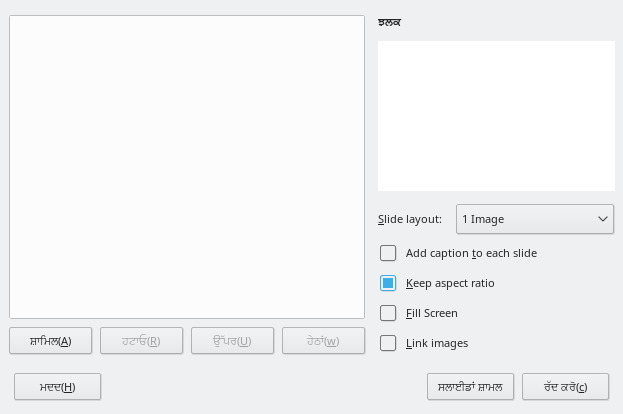 ਝਲਕ
Slide layout: 1 Image
Add caption to each slide
Keep aspect ratio
Fill Screen
Link images
ਸ਼ਾਮਿਲ(A) ਹਟਾਓ(R) ਉੱਪਰ(U) ਹੇਠਾਂ(w)
ਮਦਦ(H) ਸਲਾਈਡਾਂ ਸ਼ਾਮਲ ਰੱਦ ਕਰੋ(c)